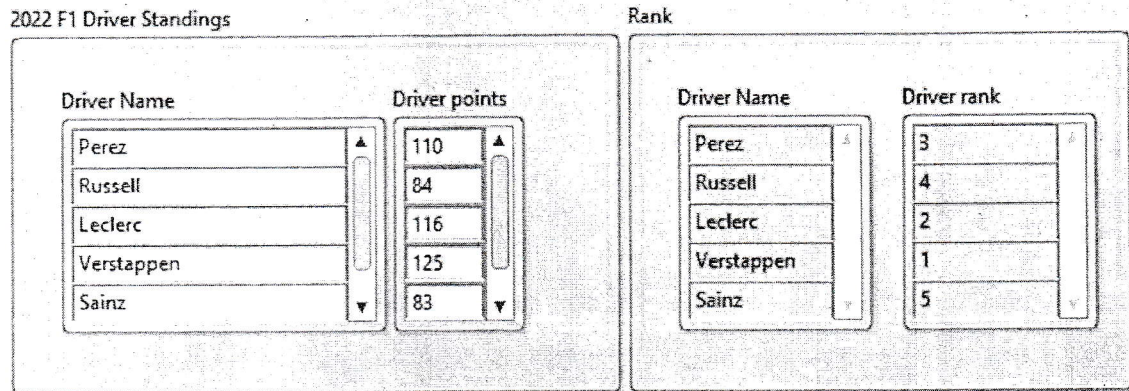 2022 F1 Driver Standings
Rank
Driver Name Driver points
Perez 110
Russell 84
Leclerc 116
Verstappen 125
Sainz 83
Driver Name Driver rank
Perez 3
Russell 4
Leclerc 2
Verstappen 1
Sainz 5